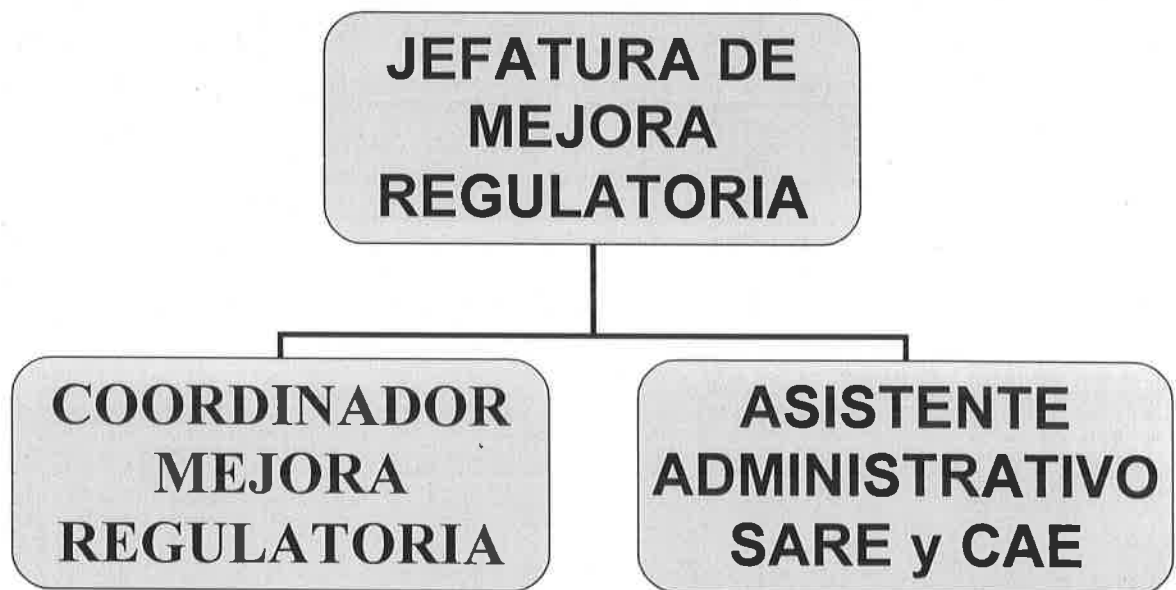 JEFATURA DE
MEJORA
REGULATORIA
COORDINADOR
MEJORA
REGULATORIA
ASISTENTE
ADMINISTRATIVO
SARE y CAE